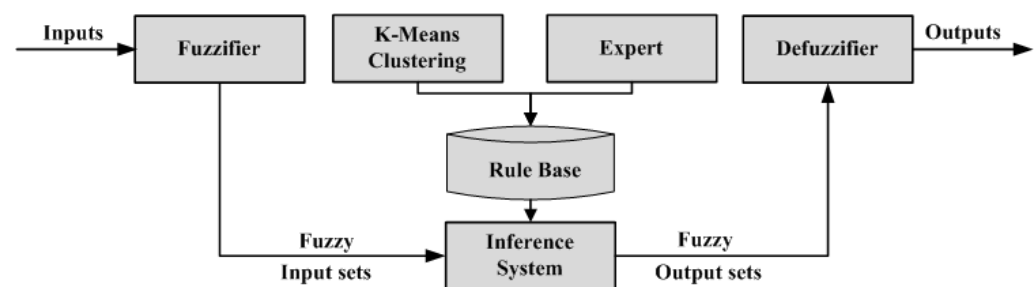 Inputs
Fuzzifier
K-Means
Clustering
Expert
Defuzzifier
Outputs
Rule Base
Fuzzy
Input sets
Inference
System
Fuzzy
Output sets